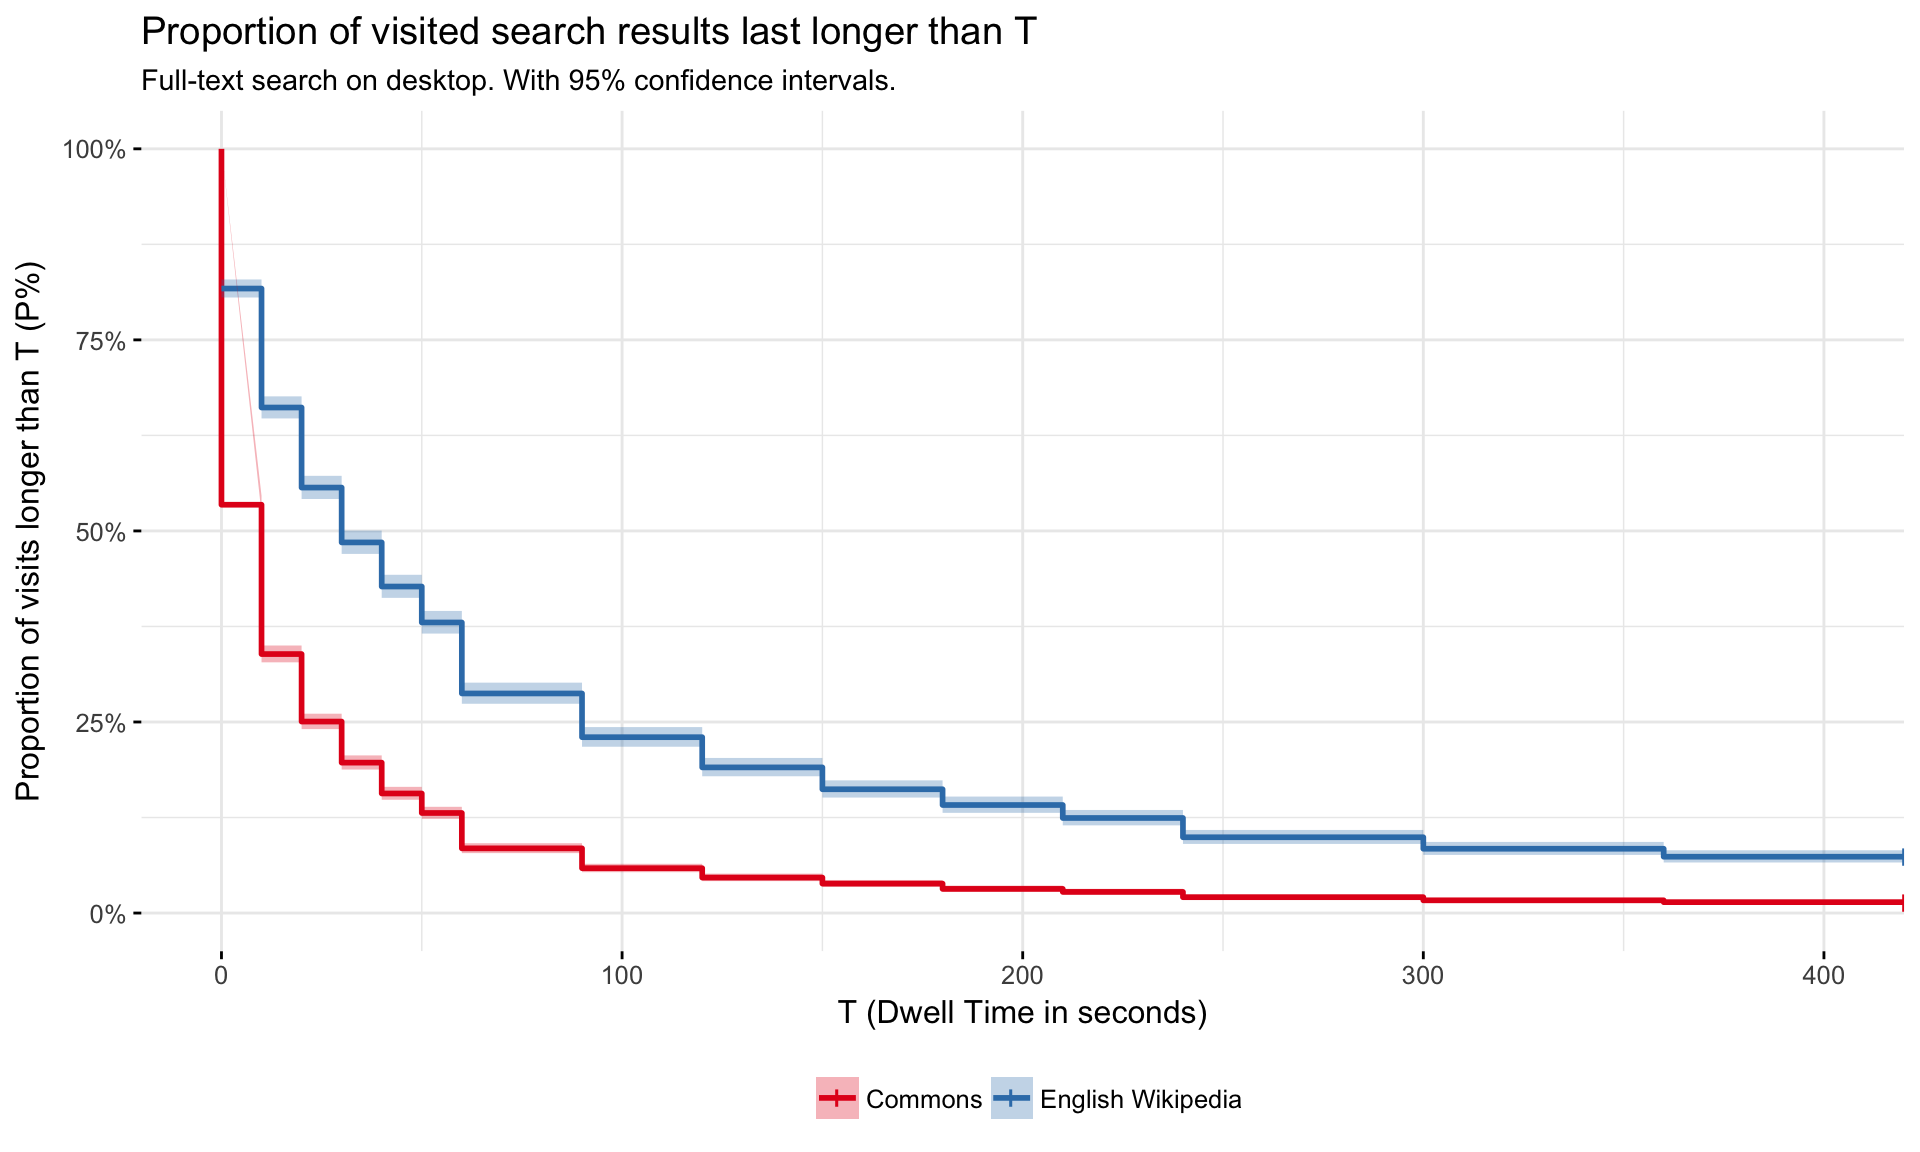 Proportion of visited search results last longer than T
Full-text search on desktop. With 95% confidence intervals.
Proportion of visits longer than T (P%)
100%
75%
50%
25%
0%
0 100 200 300 400
T (Dwell Time in seconds)
Commons English Wikipedia